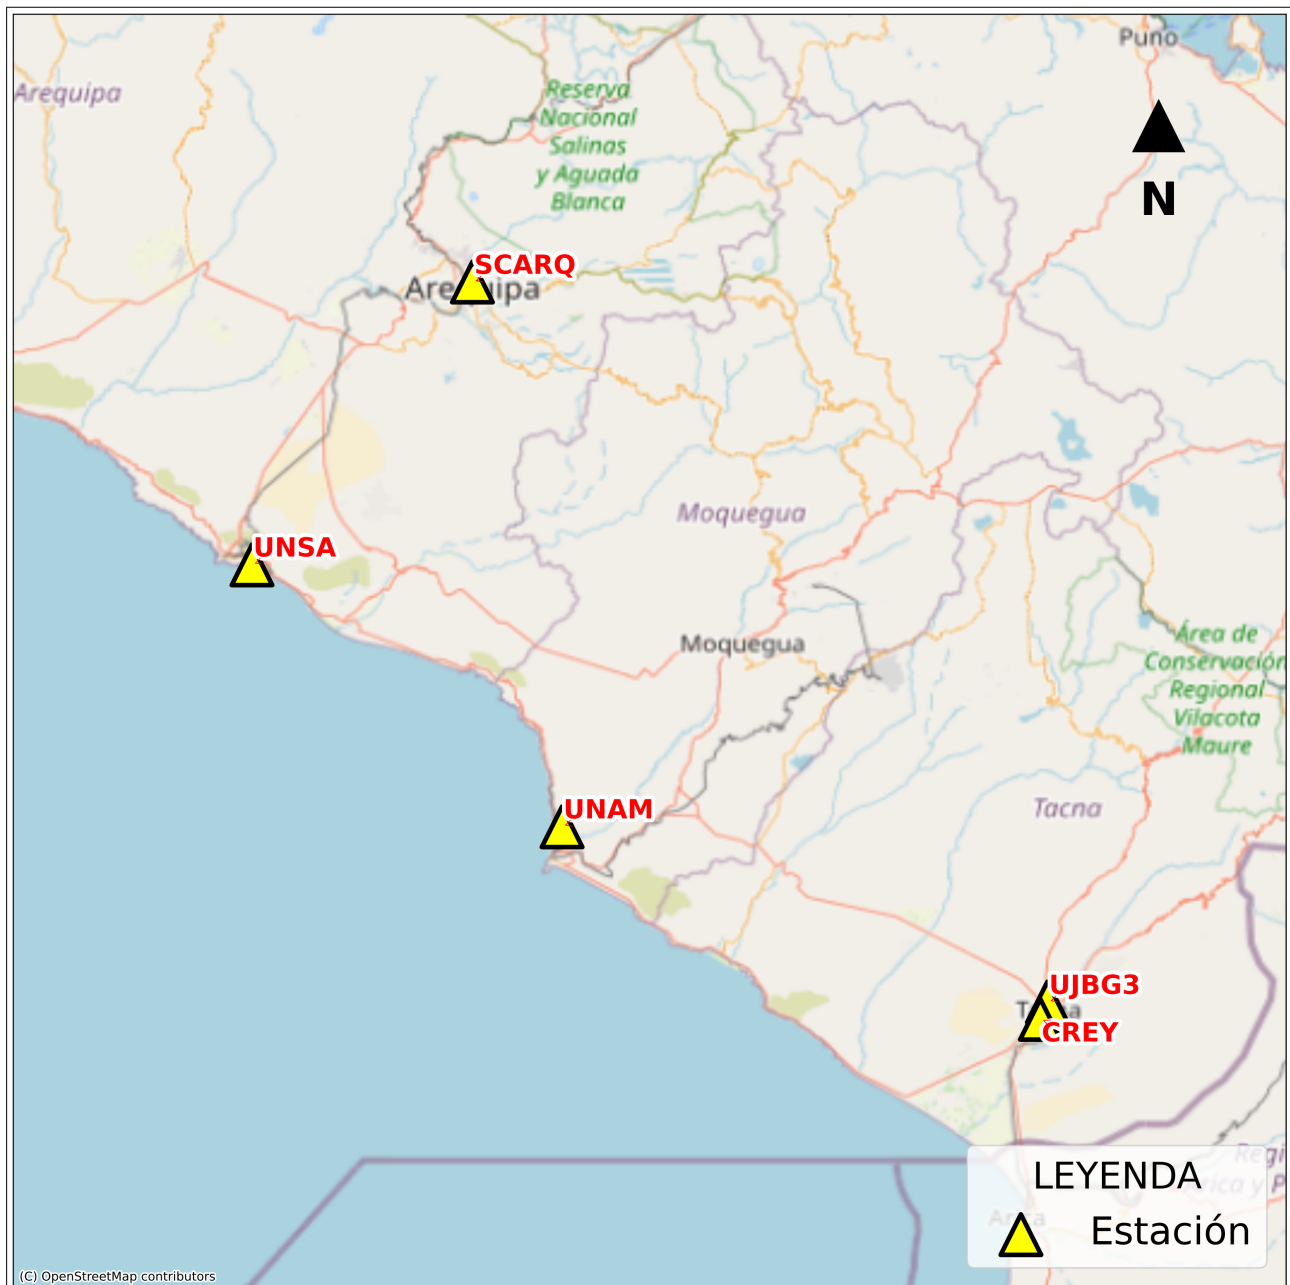 Puno
Arequipa
Reserva
Nacional
Salinas
y Aguada
Blanca
N
SCARQ
UNSA
Moquegua
Moquegua
Área de
Conservación
Regional
Vilacota
Maure
UNAM
Tacna
UJBG3
CREY
LEYENDA
Estación
(C) OpenStreetMap contributors